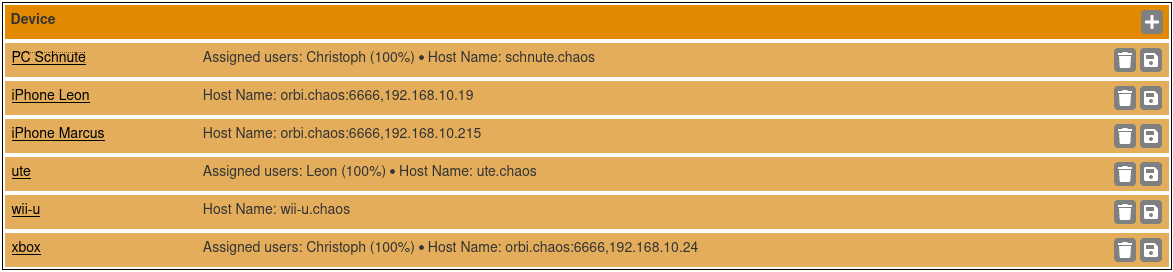 Device
PC Schnute Assigned users: Christoph (100%) • Host Name: schnute.chaos
iPhone Leon Host Name: orbi.chaos:6666,192.168.10.19
iPhone Marcus Host Name: orbi.chaos:6666,192.168.10.215
ute Assigned users: Leon (100%) • Host Name: ute.chaos
wii-u Host Name: wii-u.chaos
xbox Assigned users: Christoph (100%) • Host Name: orbi.chaos:6666,192.168.10.24